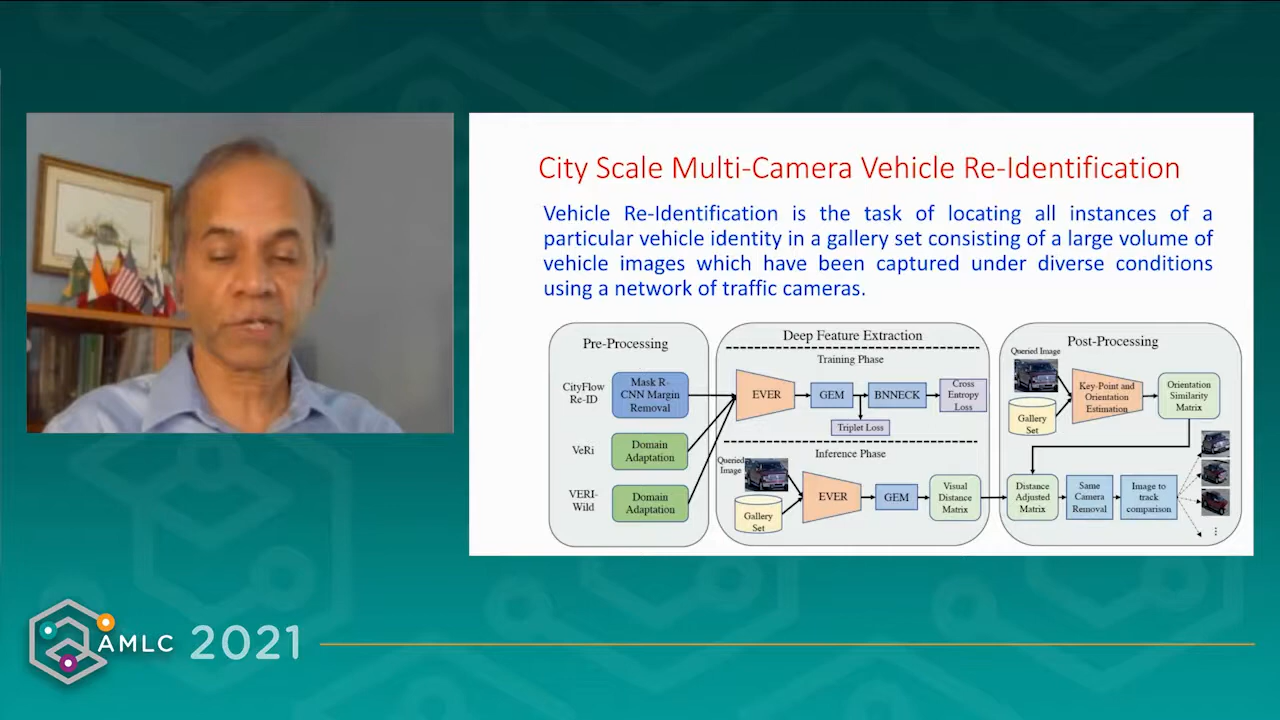 City Scale Multi-Camera Vehicle Re-Identification
Vehicle Re-Identification is the task of locating all instances of a
particular vehicle identity in a gallery set consisting of a large volume of
vehicle images which have been captured under diverse conditions
using a network of traffic cameras.
Pre-Processing
CityFlow
Re-ID
Mask R-
CNN Margin
Removal
VeRi
Domain
Adaptation
VERI-
Wild
Domain
Adaptation
Deep Feature Extraction
Training Phase
EVER
GEM
BNNECK
Cross
Entropy
Loss
Triplet Loss
Inference Phase
Queried
Image
Gallery
Set
EVER
GEM
Visual
Distance
Matrix
Post-Processing
Queried Image
Gallery
Set
Key-Point and
Orientation
Estimation
Orientation
Similarity
Matrix
Distance
Adjusted
Matrix
Same
Camera
Removal
Image to
track
comparison
AMLC 2021